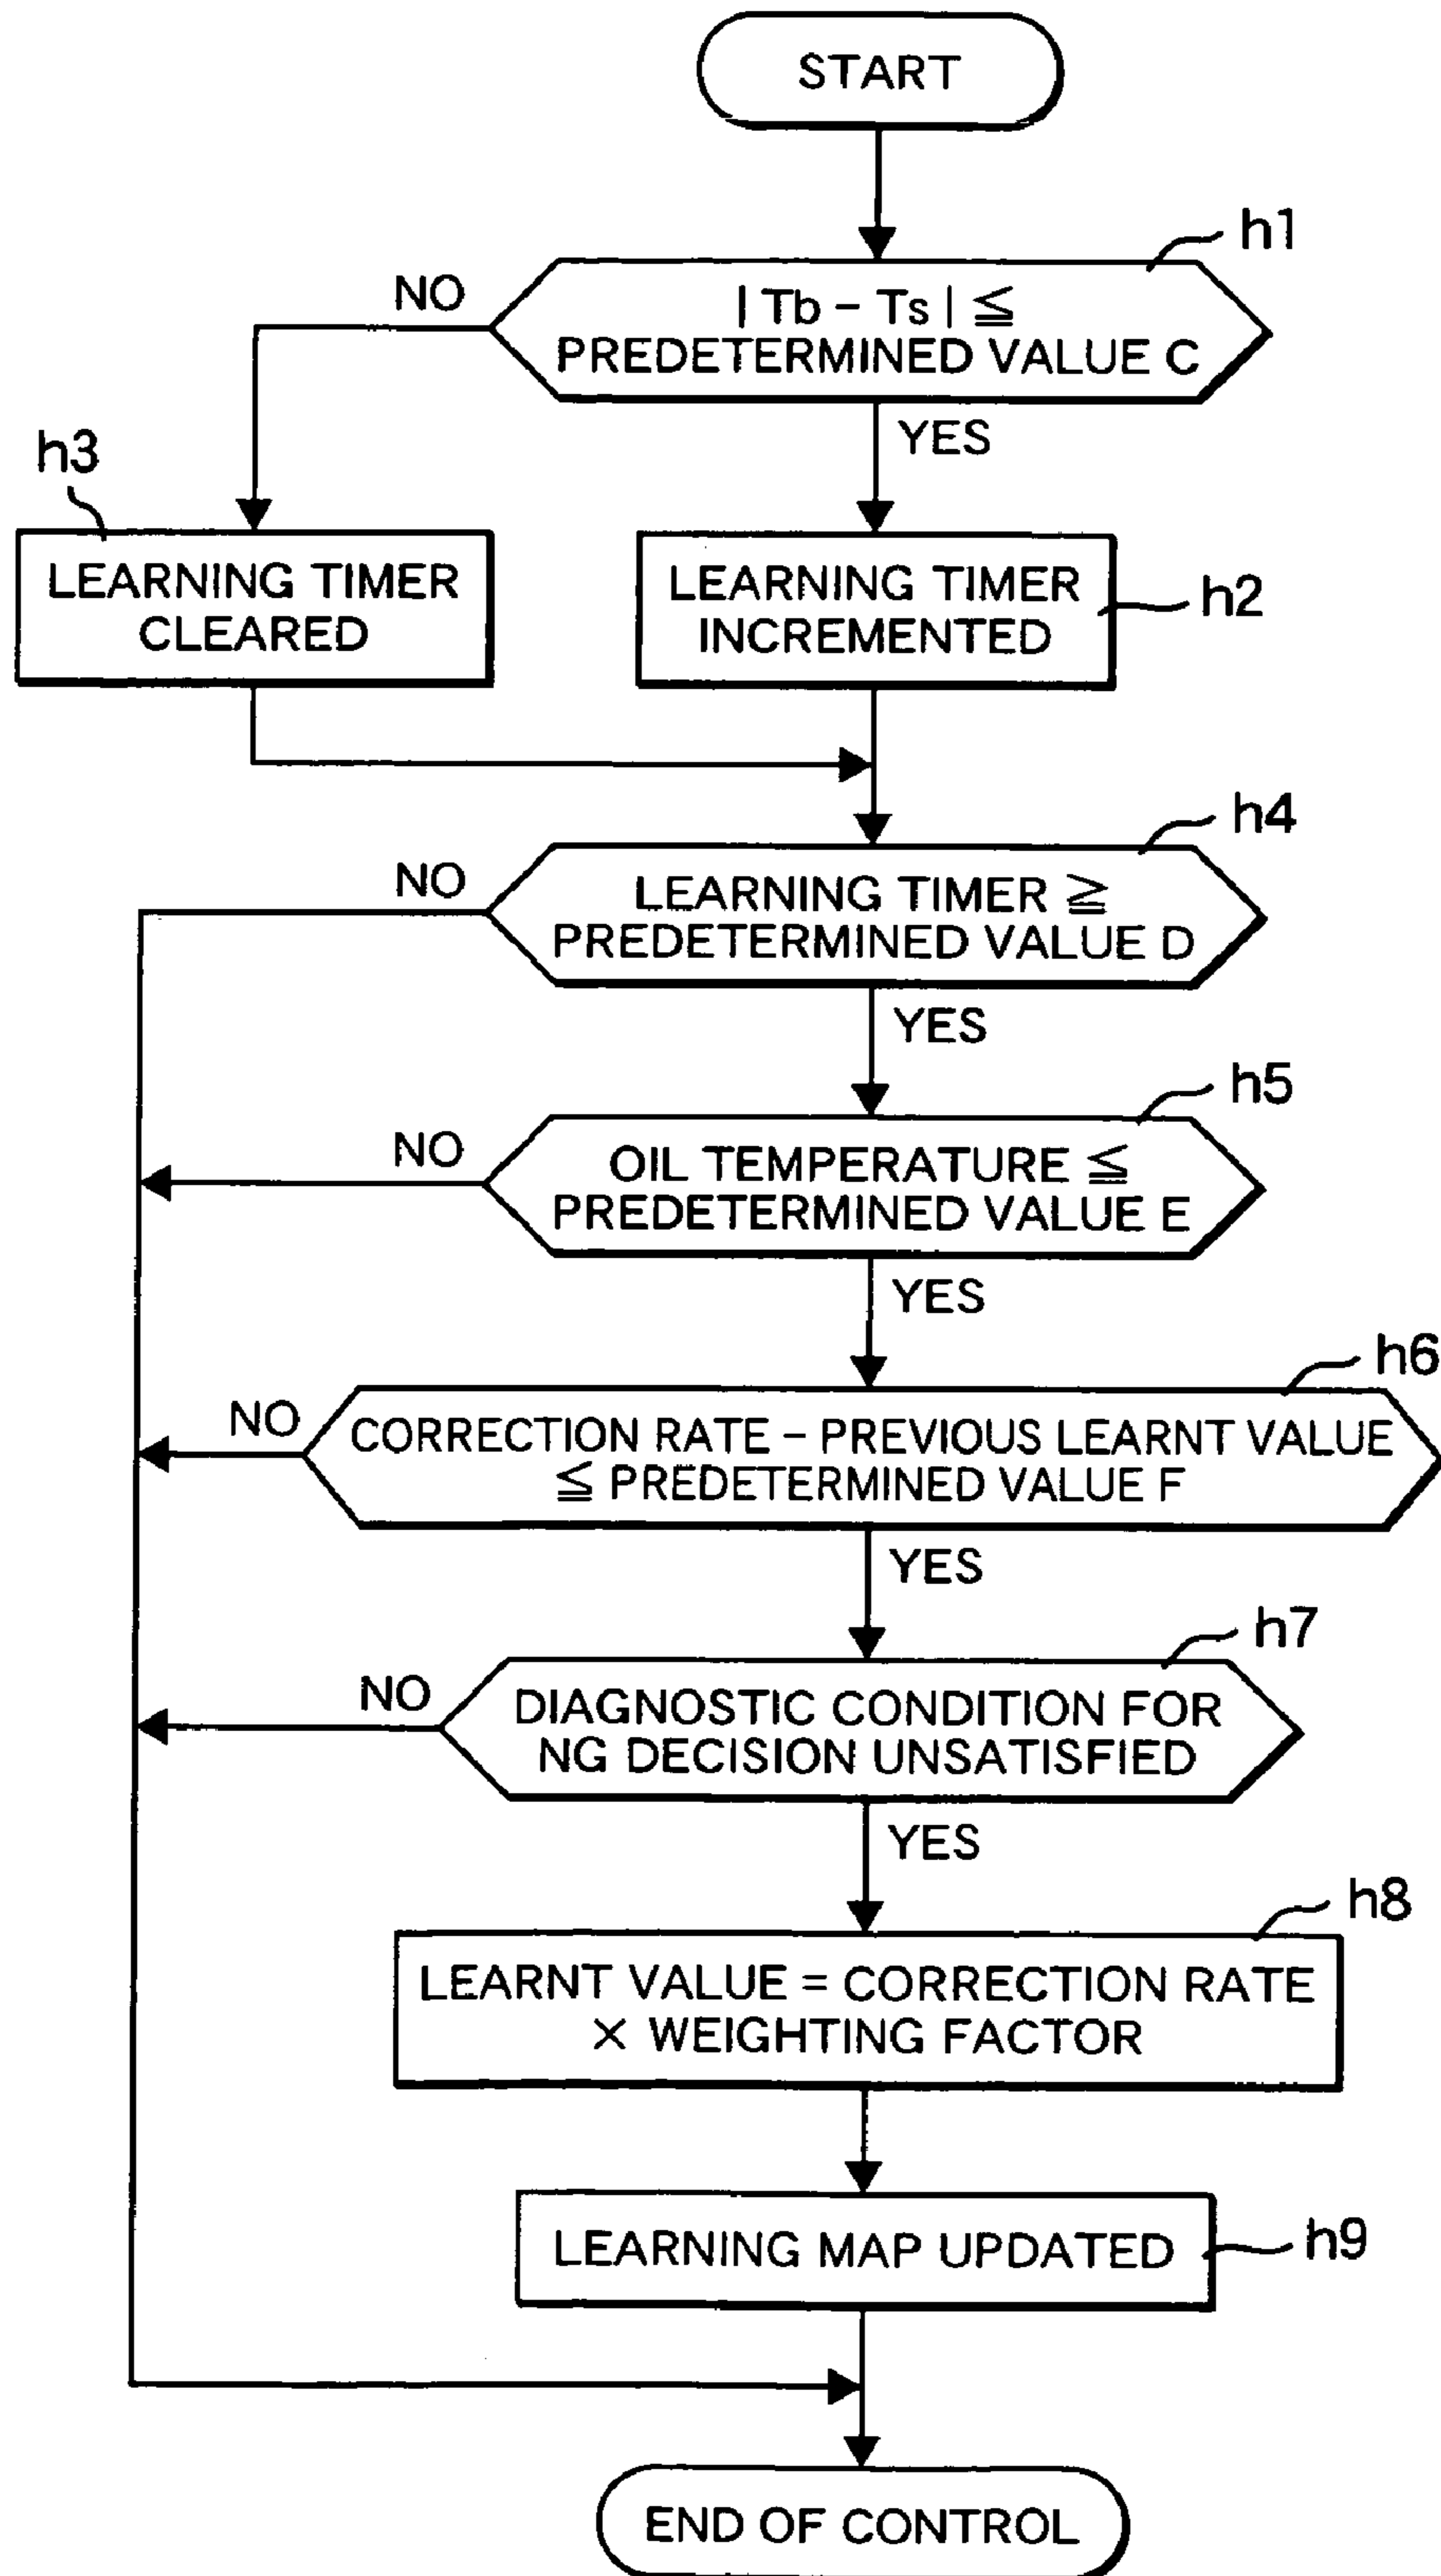 START
h1
NO
| Tb – Ts | ≦
PREDETERMINED VALUE C
YES
h3
LEARNING TIMER
CLEARED
LEARNING TIMER
INCREMENTED
h2
h4
NO
LEARNING TIMER ≧
PREDETERMINED VALUE D
YES
h5
NO
OIL TEMPERATURE ≦
PREDETERMINED VALUE E
YES
h6
NO
CORRECTION RATE – PREVIOUS LEARNT VALUE
≦ PREDETERMINED VALUE F
YES
h7
NO
DIAGNOSTIC CONDITION FOR
NG DECISION UNSATISFIED
YES
h8
LEARNT VALUE = CORRECTION RATE
× WEIGHTING FACTOR
LEARNING MAP UPDATED
h9
END OF CONTROL